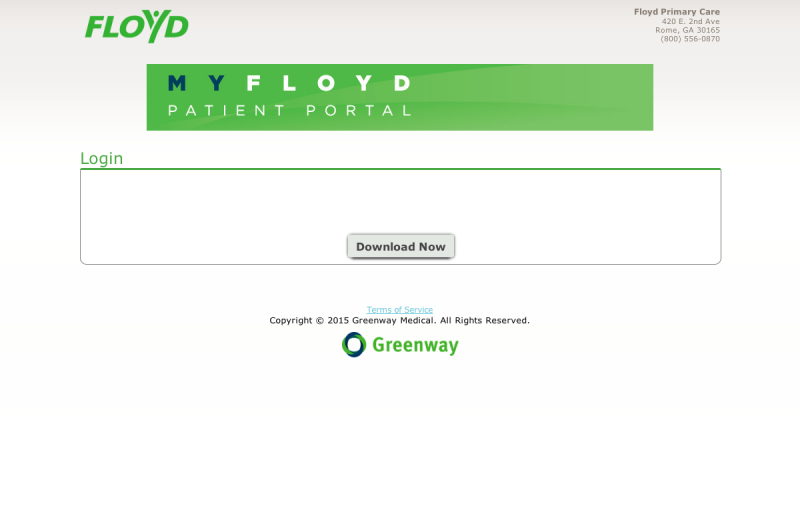 FLOYD
Floyd Primary Care
420 E. 2nd Ave
Rome, GA 30165
(800) 556-0870
MYFLOYD
PATIENT PORTAL
Login
Download Now
Terms of Service
Copyright © 2015 Greenway Medical. All Rights Reserved.
Greenway